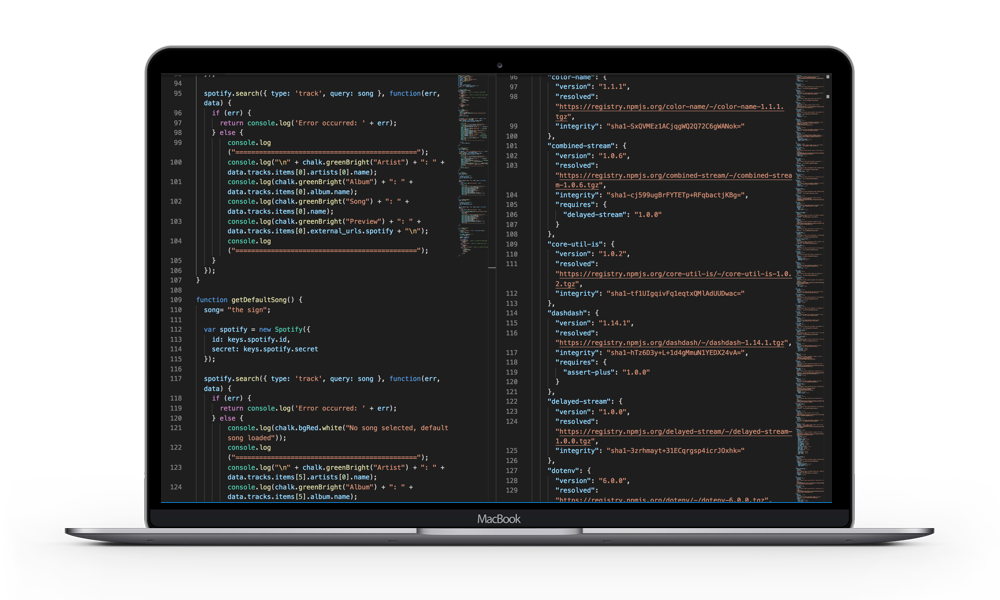 94
95 spotify.search({ type: 'track', query: song }, function(err,
data) {
96 if (err) {
97 return console.log('Error occurred: ' + err);
98 } else {
99 console.log
("========================================");
100 console.log("\n" + chalk.greenBright("Artist") + ": " +
data.tracks.items[0].artists[0].name);
101 console.log(chalk.greenBright("Album") + ": " +
data.tracks.items[0].album.name);
102 console.log(chalk.greenBright("Song") + ": " +
data.tracks.items[0].name);
103 console.log(chalk.greenBright("Preview") + ": " +
data.tracks.items[0].external_urls.spotify + "\n");
104 console.log
("========================================");
105 }
106 });
107 }
108
109 function getDefaultSong() {
110 song= "the sign";
111
112 var spotify = new Spotify({
113 id: keys.spotify.id,
114 secret: keys.spotify.secret
115 });
116
117 spotify.search({ type: 'track', query: song }, function(err,
data) {
118 if (err) {
119 return console.log('Error occurred: ' + err);
120 } else {
121 console.log(chalk.bgRed.white("No song selected, default
song loaded"));
122 console.log
("========================================");
123 console.log("\n" + chalk.greenBright("Artist") + ": " +
data.tracks.items[5].artists[0].name);
124 console.log(chalk.greenBright("Album") + ": " +
data.tracks.items[5].album.name);
96 "color-name": {
97 "version": "1.1.1",
98 "resolved":
"https://registry.npmjs.org/color-name/-/color-name-1.1.1.
tgz",
99 "integrity": "sha1-SxQVMEz1ACjqgWQ2Q72C6gWANok="
100 },
101 "combined-stream": {
102 "version": "1.0.6",
103 "resolved":
"https://registry.npmjs.org/combined-stream/-/combined-stre
am-1.0.6.tgz",
104 "integrity": "sha1-cj599ugBrFYTETp+RFqbactjKBg=",
105 "requires": {
106 "delayed-stream": "1.0.0"
107 }
108 },
109 "core-util-is": {
110 "version": "1.0.2",
111 "resolved":
"https://registry.npmjs.org/core-util-is/-/core-util-is-1.0.
2.tgz",
112 "integrity": "sha1-tf1UIgqivFq1eqtxQMlAdUUDwac="
113 },
114 "dashdash": {
115 "version": "1.14.1",
116 "resolved":
"https://registry.npmjs.org/dashdash/-/dashdash-1.14.1.tgz",
117 "integrity": "sha1-hTz6D3y+L+1d4gMmuN1YEDX24vA=",
118 "requires": {
119 "assert-plus": "1.0.0"
120 }
121 },
122 "delayed-stream": {
123 "version": "1.0.0",
124 "resolved":
"https://registry.npmjs.org/delayed-stream/-/delayed-stream-
1.0.0.tgz",
125 "integrity": "sha1-3zrhmayt+31ECqrgsp4icrJOxhk="
126 },
127 "dotenv": {
128 "version": "6.0.0",
129 "resolved":
"https://registry.npmjs.org/dotenv/-/dotenv-6.0.0.tgz",
MacBook